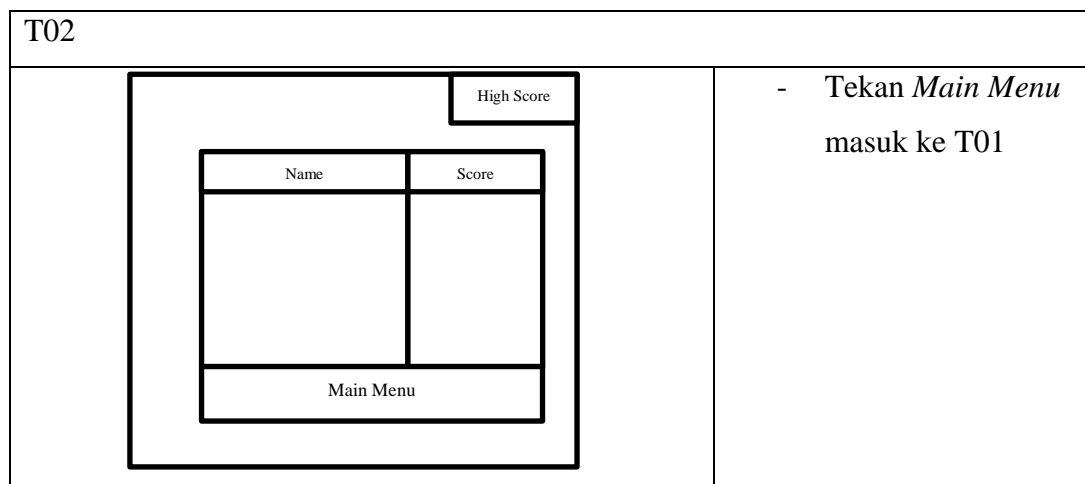 T02
High Score
Name Score
Main Menu
- Tekan Main Menu
masuk ke T01